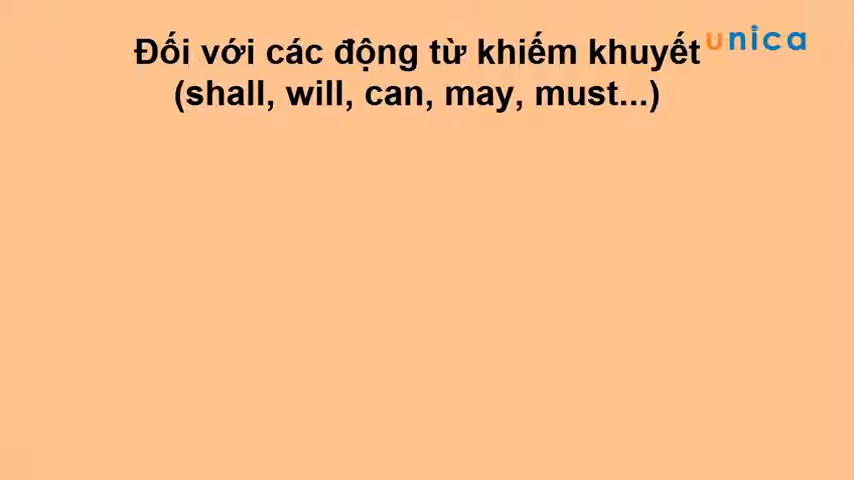 unica
Đối với các động từ khiếm khuyết
(shall, will, can, may, must...)